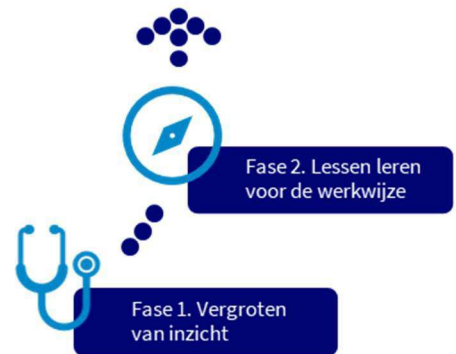 Fase 2. Lessen leren
voor de werkwijze
Fase 1. Vergroten
van inzicht